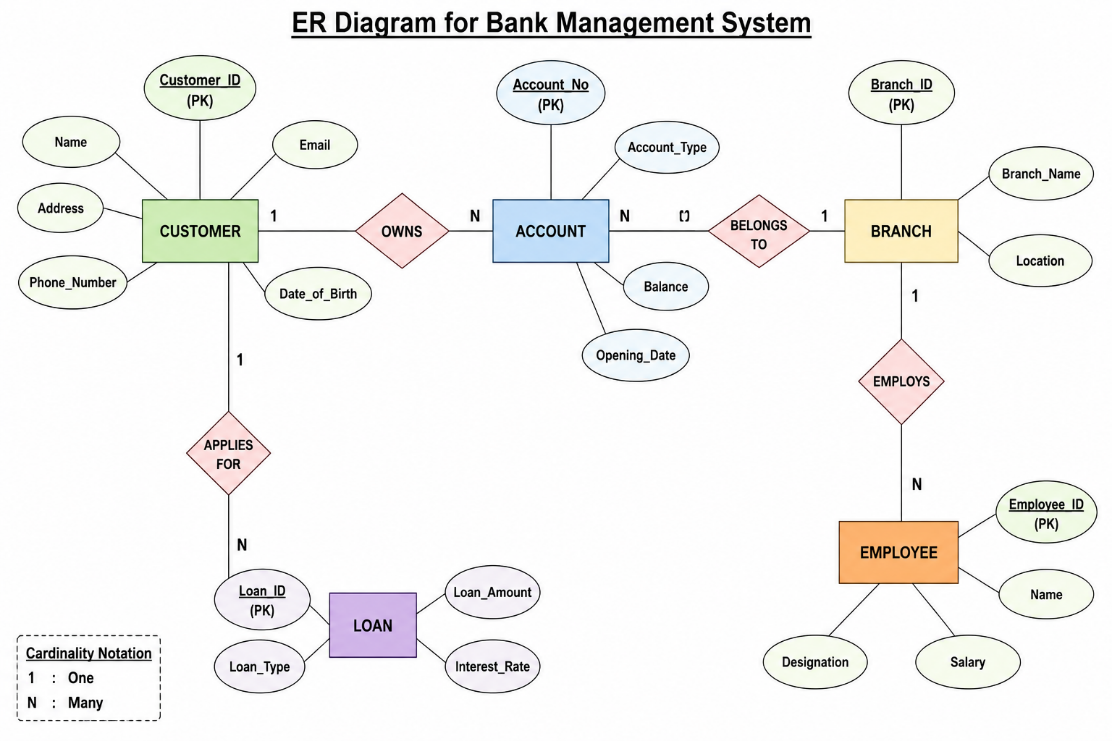 ER Diagram for Bank Management System
Customer_ID
(PK)
Name
Email
Address
Phone_Number
Date_of_Birth
CUSTOMER
1
OWNS
N
Account_No
(PK)
Account_Type
ACCOUNT
Balance
Opening_Date
N
BELONGS
TO
1
Branch_ID
(PK)
Branch_Name
BRANCH
Location
1
EMPLOYS
N
Employee_ID
(PK)
EMPLOYEE
Name
Designation
Salary
1
APPLIES
FOR
N
Loan_ID
(PK)
Loan_Amount
LOAN
Loan_Type
Interest_Rate
Cardinality Notation
1 : One
N : Many